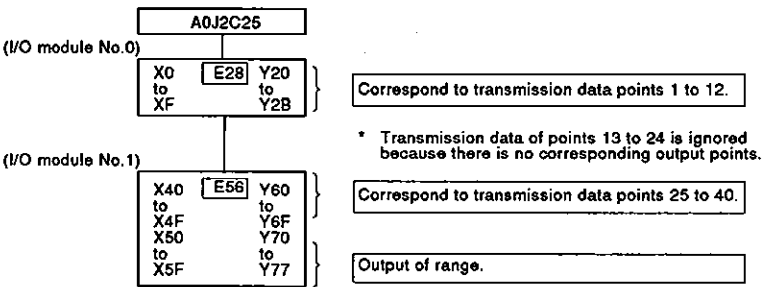 A0J2C25
(I/O module No.0)
X0 E28 Y20
to to
XF Y2B
Correspond to transmission data points 1 to 12.
* Transmission data of points 13 to 24 is ignored
because there is no corresponding output points.
(I/O module No.1)
X40 E56 Y60
to to
X4F Y6F
X50 Y70
to to
X5F Y77
Correspond to transmission data points 25 to 40.
Output of range.